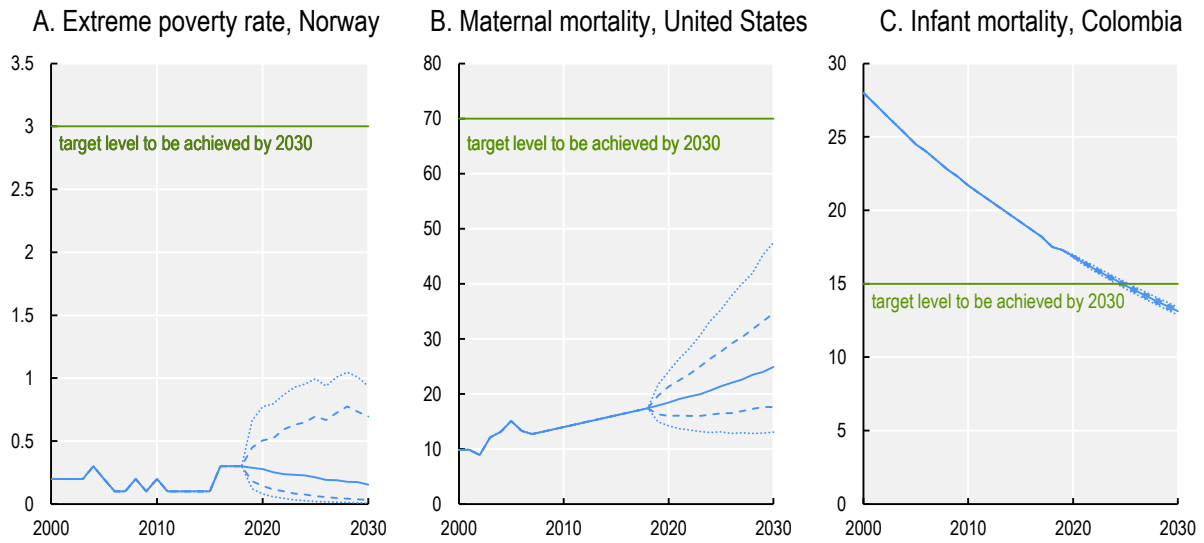 A. Extreme poverty rate, Norway
3.5
3
2.5
2
1.5
1
0.5
0
2000 2010 2020 2030
target level to be achieved by 2030
B. Maternal mortality, United States
80
70
60
50
40
30
20
10
0
2000 2010 2020 2030
target level to be achieved by 2030
C. Infant mortality, Colombia
30
25
20
15
10
5
0
2000 2010 2020 2030
target level to be achieved by 2030